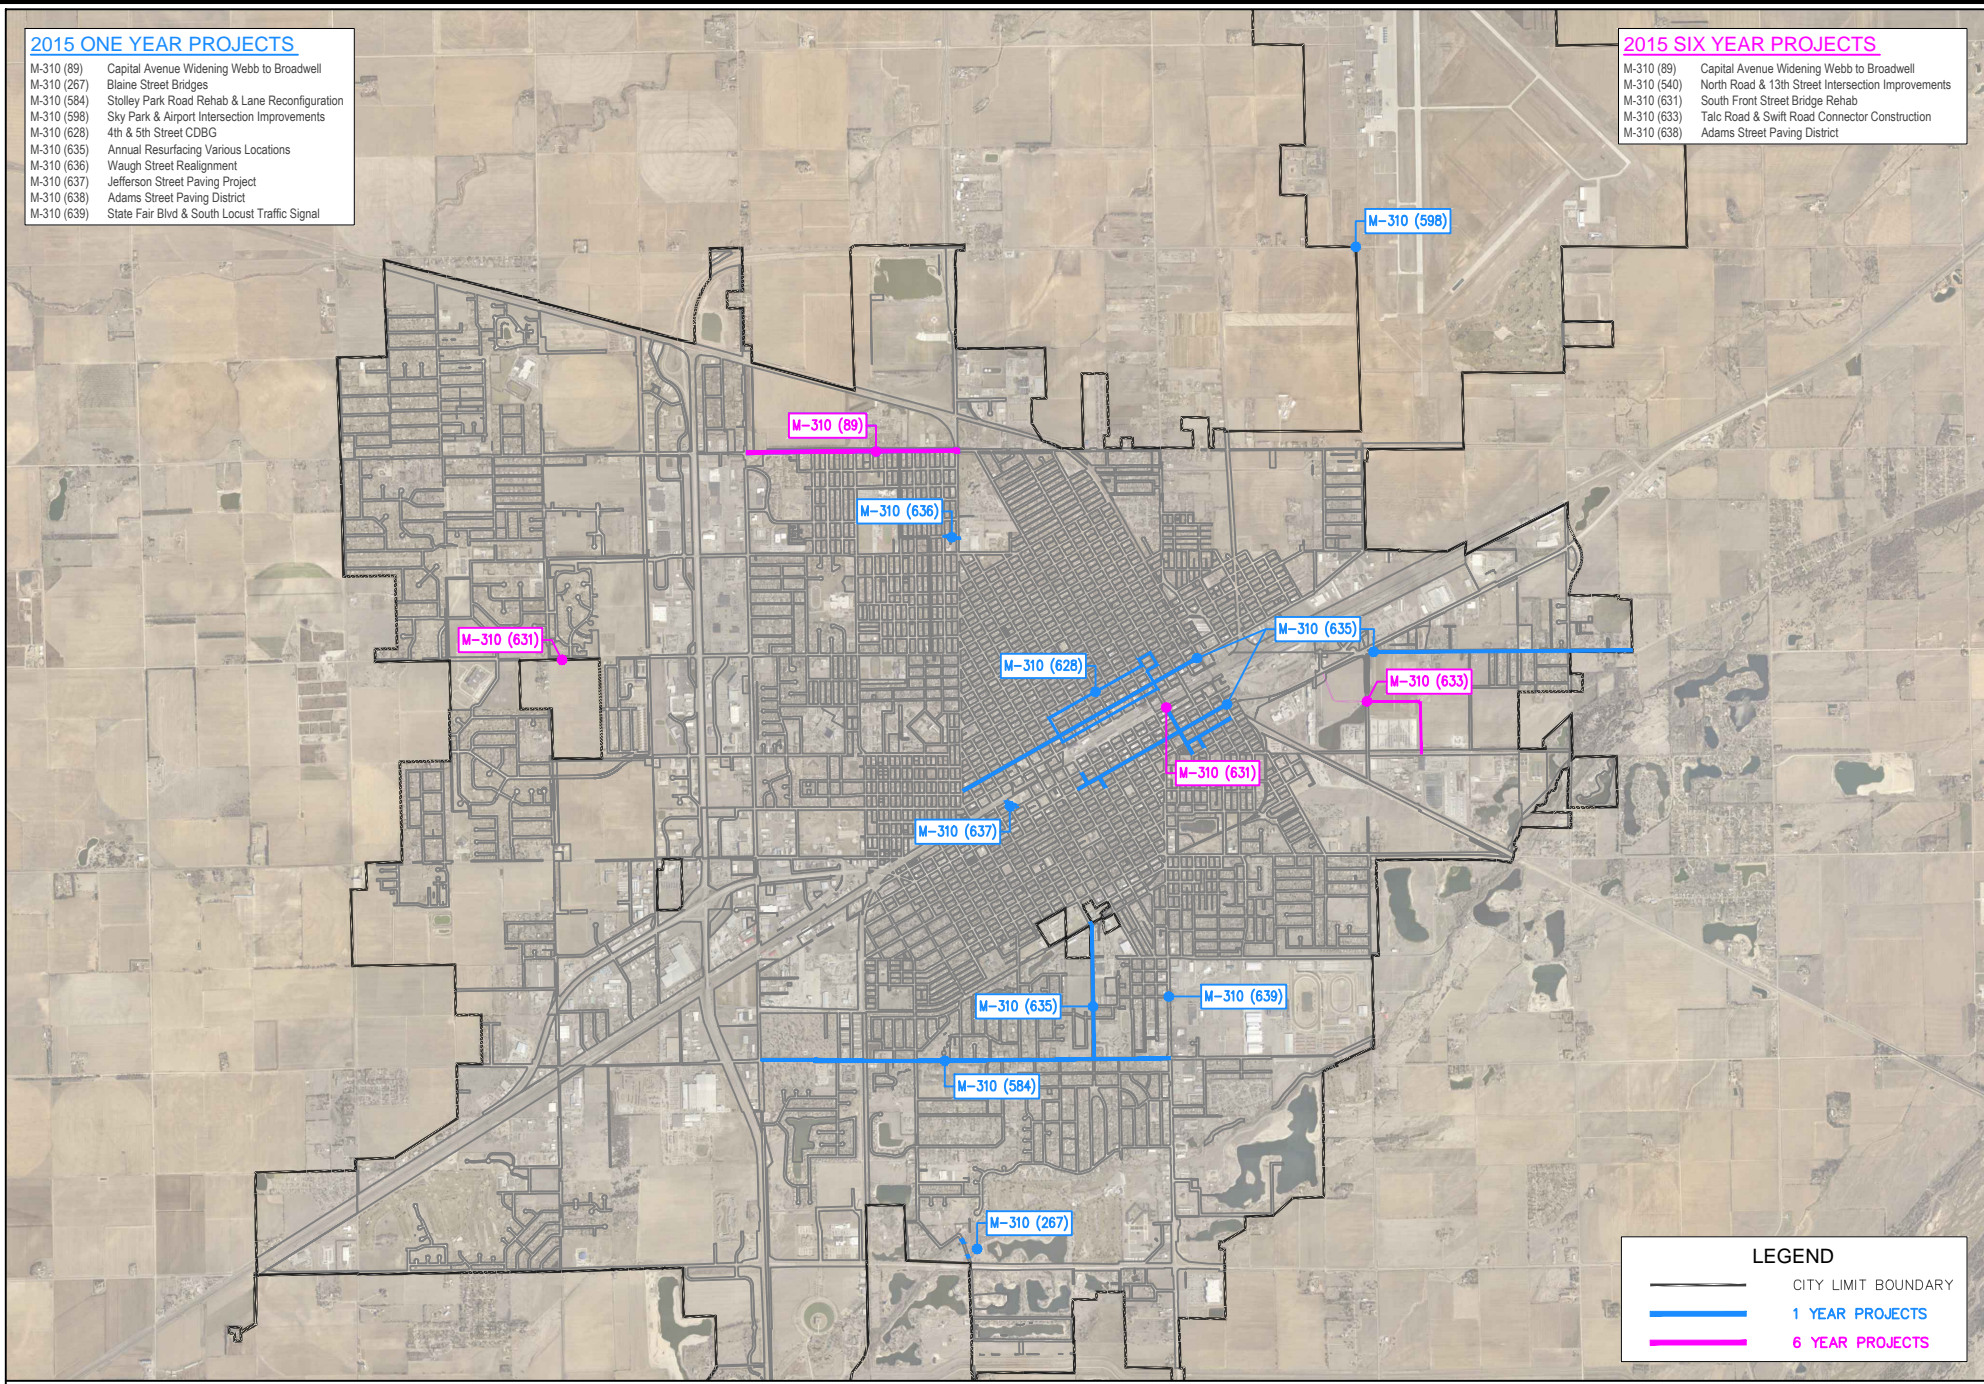 2015 ONE YEAR PROJECTS
M-310 (89) Capital Avenue Widening Webb to Broadwell
M-310 (267) Blaine Street Bridges
M-310 (584) Stolley Park Road Rehab & Lane Reconfiguration
M-310 (598) Sky Park & Airport Intersection Improvements
M-310 (628) 4th & 5th Street CDBG
M-310 (635) Annual Resurfacing Various Locations
M-310 (636) Waugh Street Realignment
M-310 (637) Jefferson Street Paving Project
M-310 (638) Adams Street Paving District
M-310 (639) State Fair Blvd & South Locust Traffic Signal
2015 SIX YEAR PROJECTS
M-310 (89) Capital Avenue Widening Webb to Broadwell
M-310 (540) North Road & 13th Street Intersection Improvements
M-310 (631) South Front Street Bridge Rehab
M-310 (633) Talc Road & Swift Road Connector Construction
M-310 (638) Adams Street Paving District
M-310 (598)
M-310 (89)
M-310 (636)
M-310 (631)
M-310 (635)
M-310 (628)
M-310 (633)
M-310 (631)
M-310 (637)
M-310 (635)
M-310 (639)
M-310 (584)
M-310 (267)
LEGEND
CITY LIMIT BOUNDARY
1 YEAR PROJECTS
6 YEAR PROJECTS